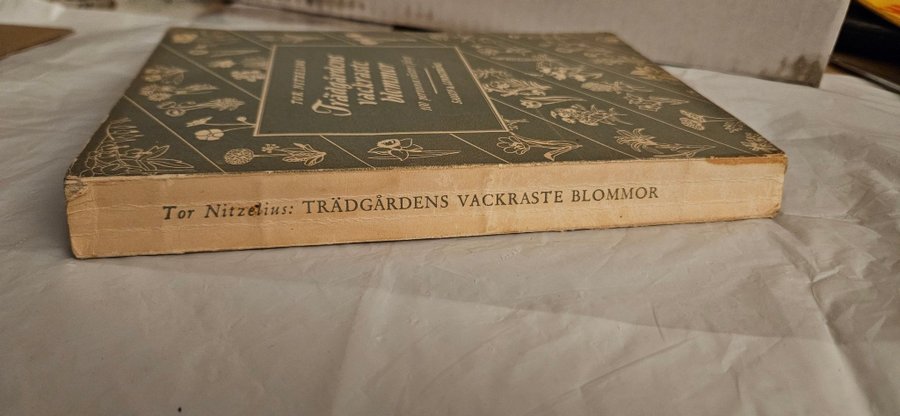 TOR NITZELIUS
Trädgårdens
vackraste
blommor
Tor Nitzelius: TRÄDGÅRDENS VACKRASTE BLOMMOR